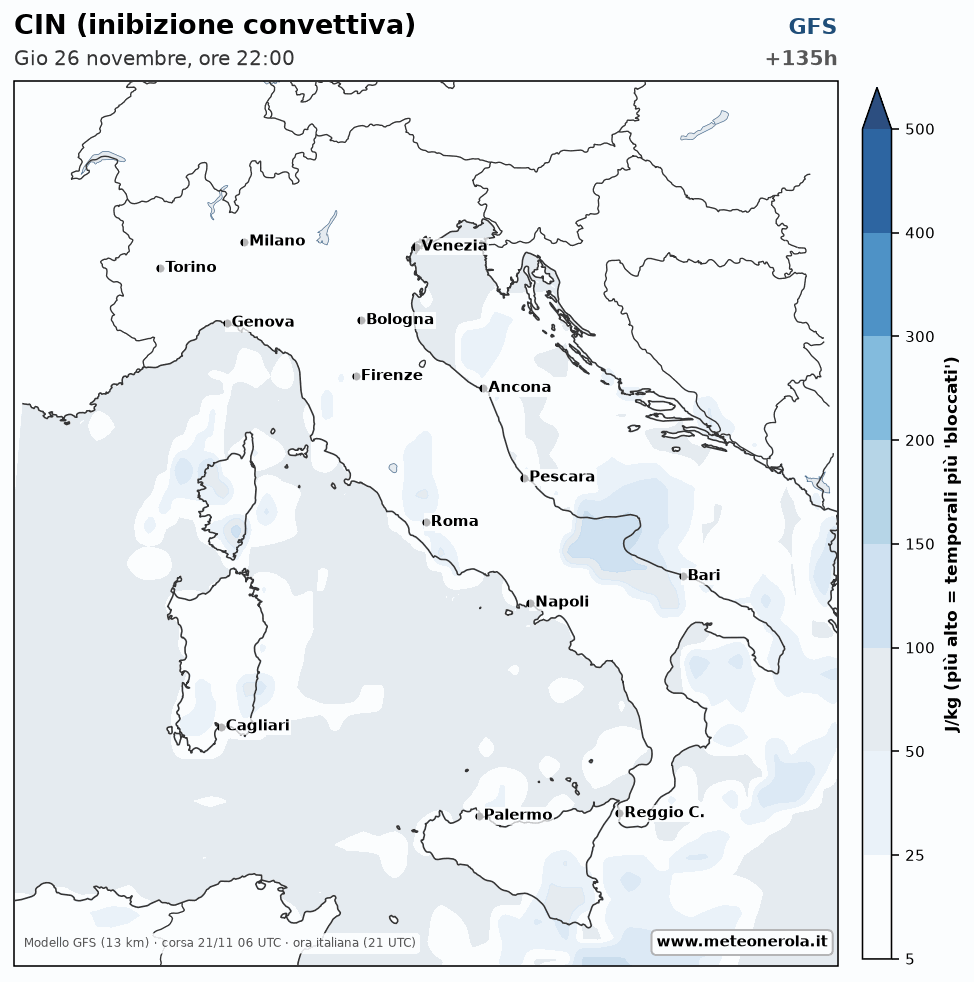 CIN (inibizione convettiva)
GFS
Gio 26 novembre, ore 22:00
+135h
Milano
Venezia
Torino
Genova
Bologna
Firenze
Ancona
Pescara
Roma
Bari
Napoli
Cagliari
Palermo
Reggio C.
500
400
300
200
150
100
50
25
5
J/kg (più alto = temporali più 'bloccati')
Modello GFS (13 km) · corsa 21/11 06 UTC · ora italiana (21 UTC)
www.meteonerola.it